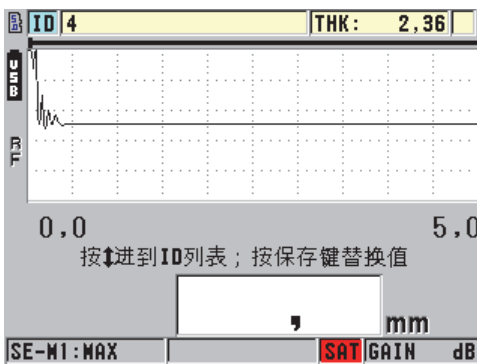 ID 4 THK: 2,36
USB
RF
0,0 5,0
按↕进到ID列表；按保存键替换值
, mm
SE-M1:MAX SAT GAIN dB